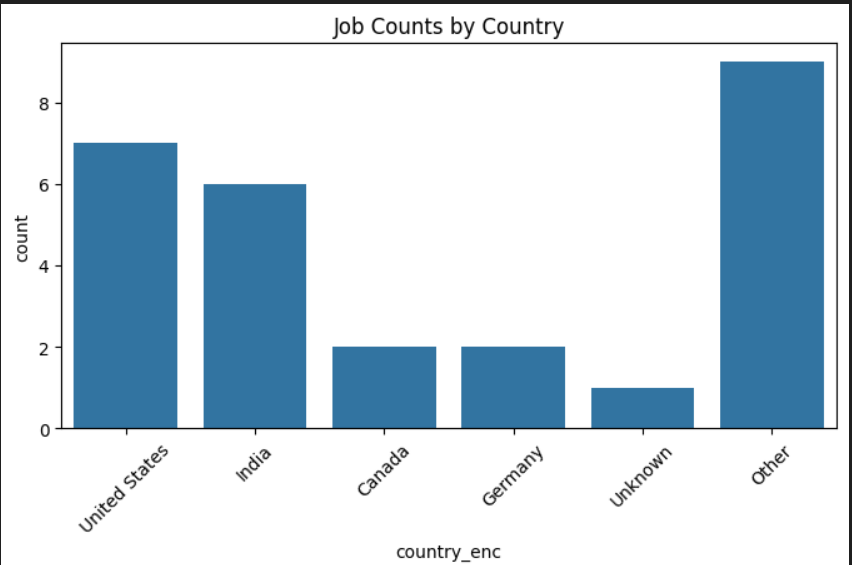 Job Counts by Country
count
8
6
4
2
0
United States
India
Canada
Germany
Unknown
Other
country_enc